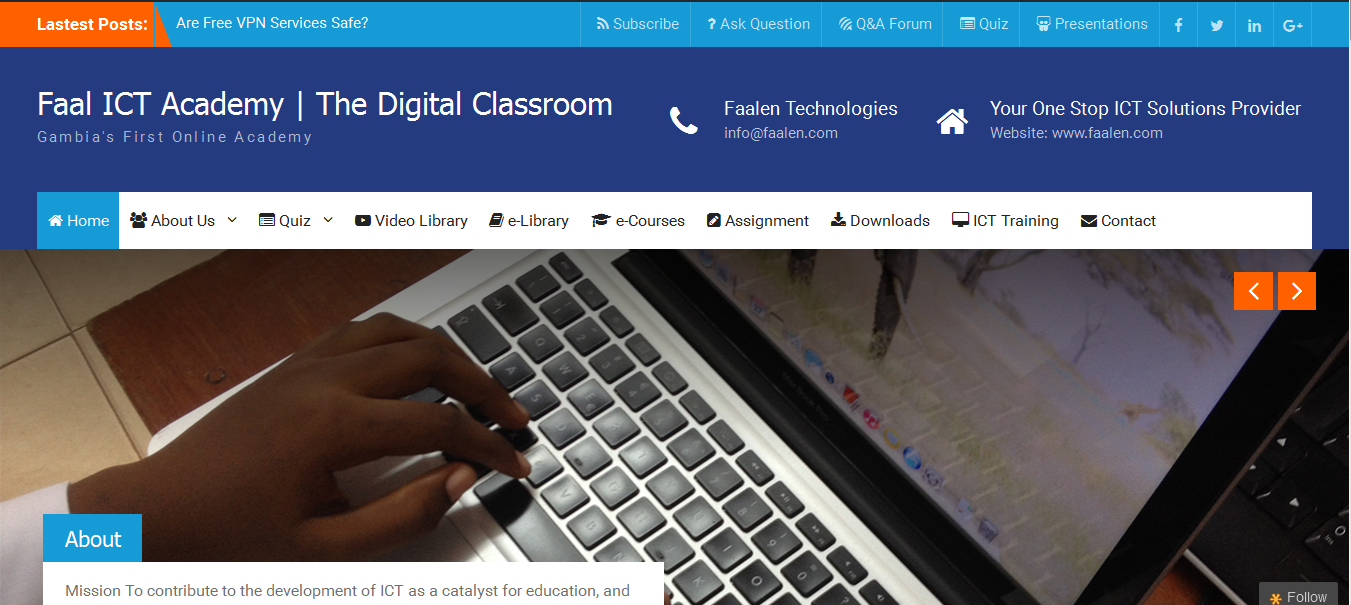 Lastest Posts: Are Free VPN Services Safe? Subscribe ? Ask Question Q&A Forum Quiz Presentations
Faal ICT Academy | The Digital Classroom
Gambia's First Online Academy
Faalen Technologies
info@faalen.com
Your One Stop ICT Solutions Provider
Website: www.faalen.com
Home About Us Quiz Video Library e-Library e-Courses Assignment Downloads ICT Training Contact
About
Mission To contribute to the development of ICT as a catalyst for education, and
Follow